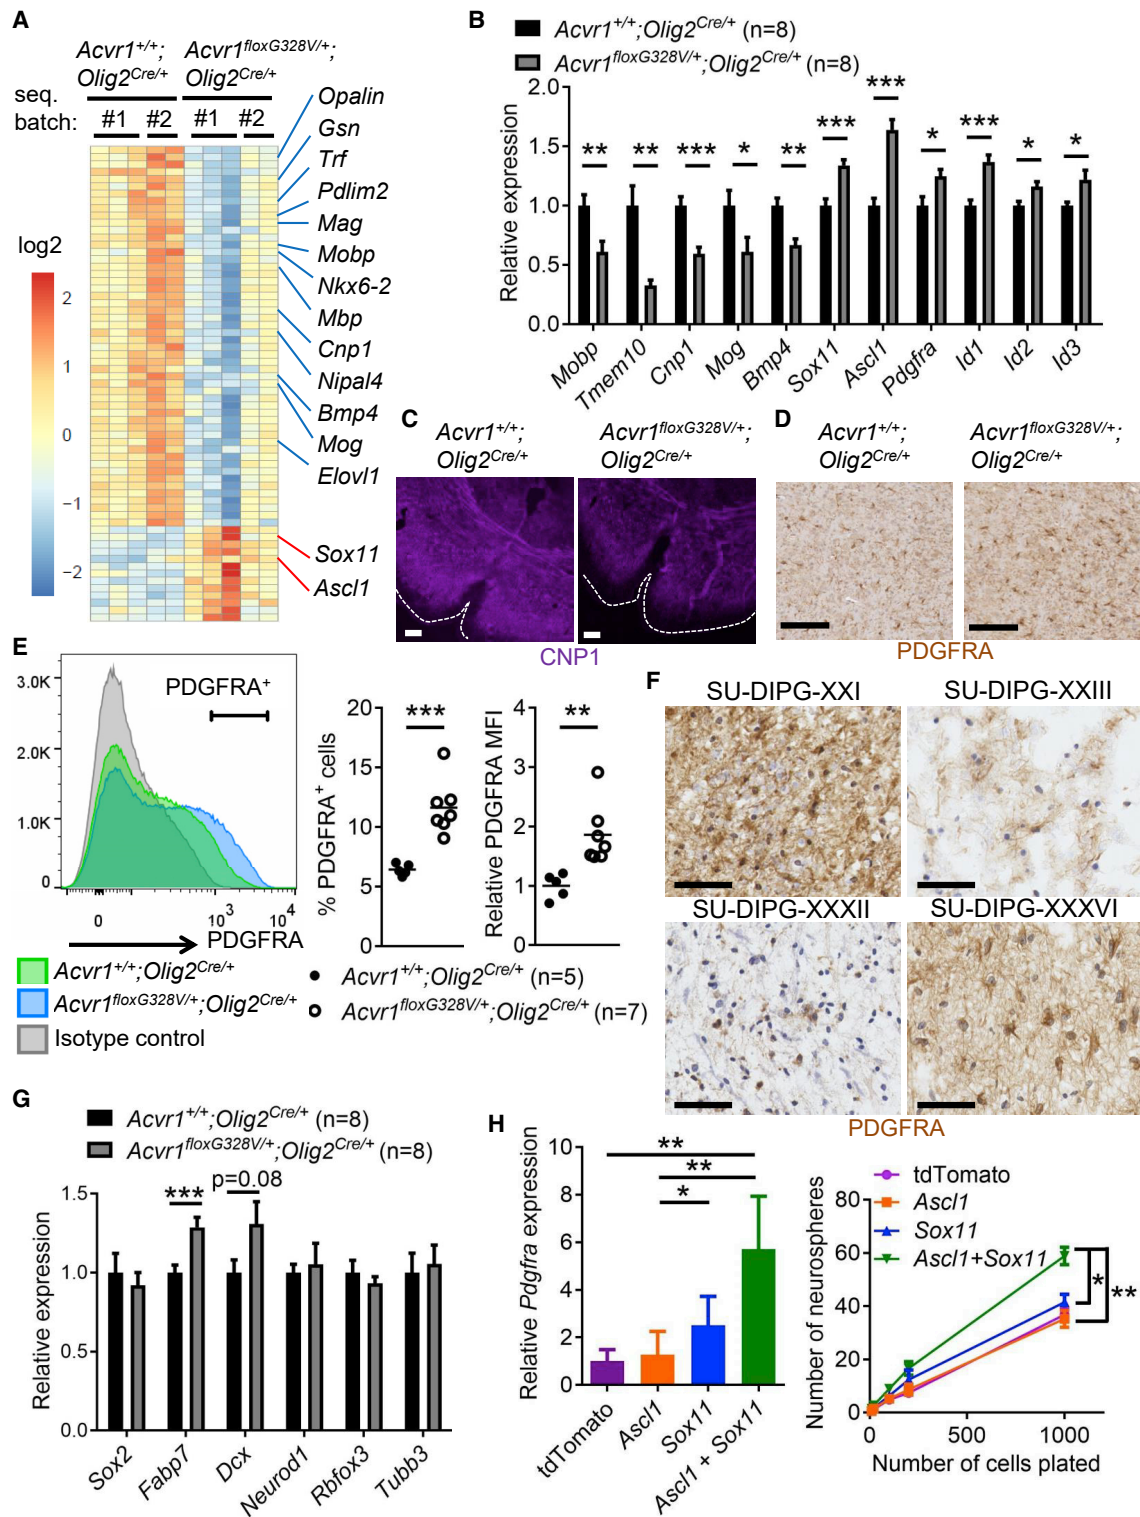 A
Acvr1+/+;
Olig2Cre/+
Acvr1floxG328V/+;
Olig2Cre/+
seq.
batch:
#1 #2 #1 #2
Opalin
Gsn
Trf
Pdlim2
Mag
Mobp
Nkx6-2
Mbp
Cnp1
Nipal4
Bmp4
Mog
Elovl1
Sox11
Ascl1
log2
2
1
0
−1
−2
B
Acvr1+/+;Olig2Cre/+ (n=8)
Acvr1floxG328V/+;Olig2Cre/+ (n=8)
Relative expression
2.0
1.5
1.0
0.5
0.0
** ** *** * ** *** *** * *** * *
Mobp
Tmem10
Cnp1
Mog
Bmp4
Sox11
Ascl1
Pdgfra
Id1
Id2
Id3
C
Acvr1+/+;
Olig2Cre/+
Acvr1floxG328V/+;
Olig2Cre/+
CNP1
D
Acvr1+/+;
Olig2Cre/+
Acvr1floxG328V/+;
Olig2Cre/+
PDGFRA
E
3.0K
2.0K
1.0K
0
PDGFRA+
0 103 104
PDGFRA
Acvr1+/+;Olig2Cre/+
Acvr1floxG328V/+;Olig2Cre/+
Isotype control
% PDGFRA+ cells
20
15
10
5
0
***
Relative PDGFRA MFI
4
3
2
1
0
**
Acvr1+/+;Olig2Cre/+ (n=5)
Acvr1floxG328V/+;Olig2Cre/+ (n=7)
F
SU-DIPG-XXI
SU-DIPG-XXIII
SU-DIPG-XXXII
SU-DIPG-XXXVI
PDGFRA
G
Acvr1+/+;Olig2Cre/+ (n=8)
Acvr1floxG328V/+;Olig2Cre/+ (n=8)
Relative expression
1.5
1.0
0.5
0.0
***
p=0.08
Sox2
Fabp7
Dcx
Neurod1
Rbfox3
Tubb3
H
Relative Pdgfra expression
10
8
6
4
2
0
**
**
*
tdTomato
Ascl1
Sox11
Ascl1 + Sox11
Number of neurospheres
80
60
40
20
0
tdTomato
Ascl1
Sox11
Ascl1+Sox11
*
**
0 500 1000
Number of cells plated